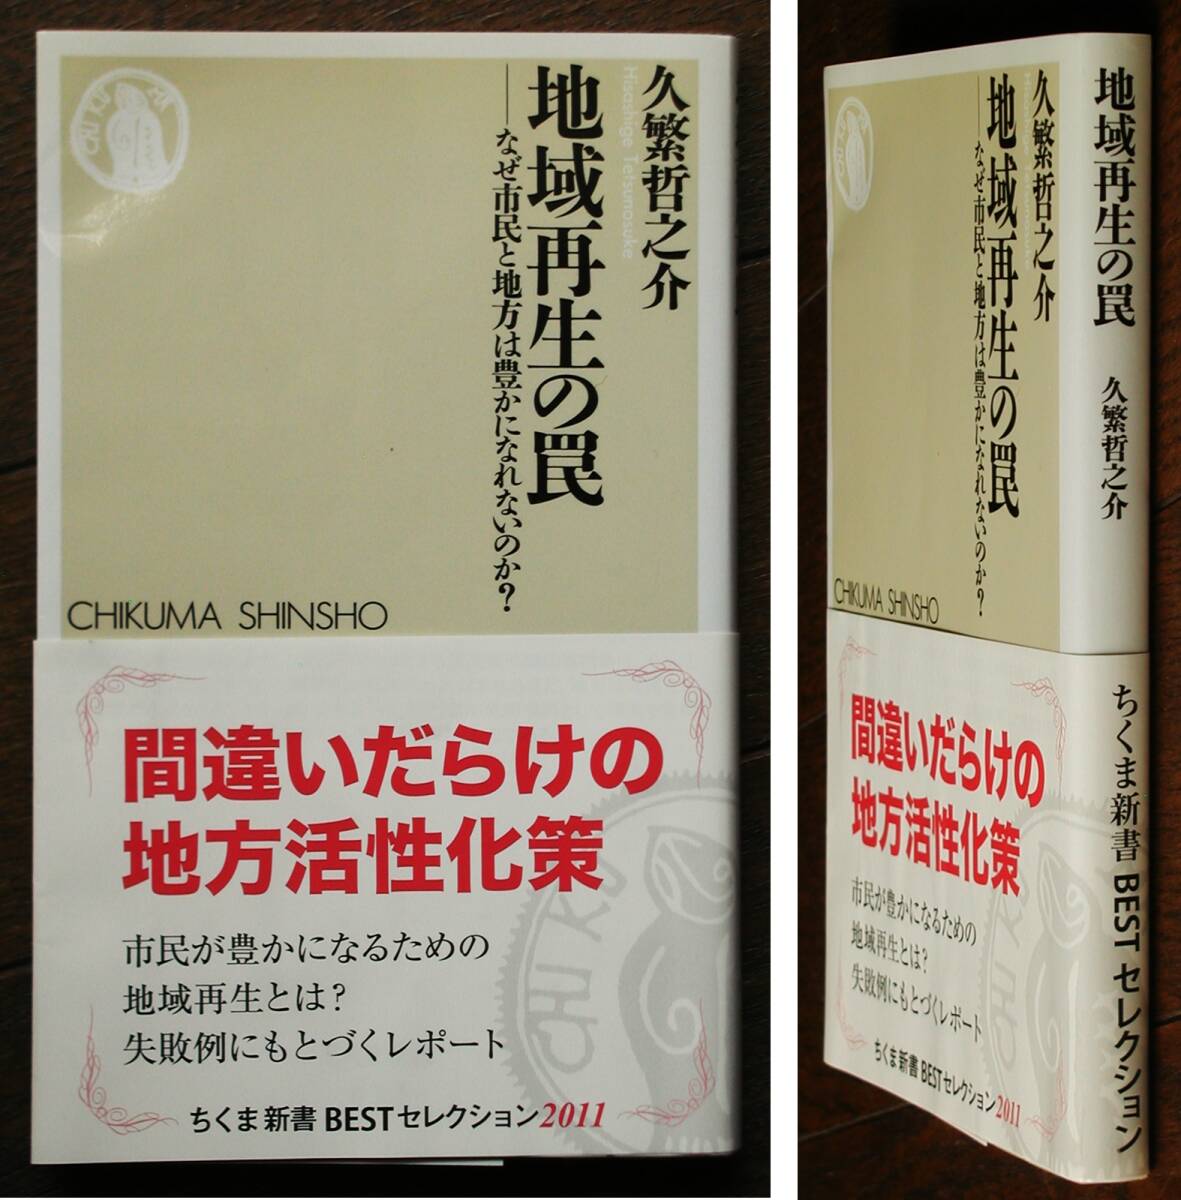 久繁哲之介
Hisashige Tetsunosuke
地域再生の罠
──なぜ市民と地方は豊かになれないのか?
CHIKUMA SHINSHO
間違いだらけの
地方活性化策
市民が豊かになるための
地域再生とは?
失敗例にもとづくレポート
ちくま新書 BESTセレクション2011
地域再生の罠 久繁哲之介
久繁哲之介
地域再生の罠
──なぜ市民と地方は豊かになれないのか?
CHIKUMA SHINSHO
間違いだらけの
地方活性化策
市民が豊かになるための
地域再生とは?
失敗例にもとづくレポート
ちくま新書 BESTセレクション2011
ちくま新書 BEST セレクション